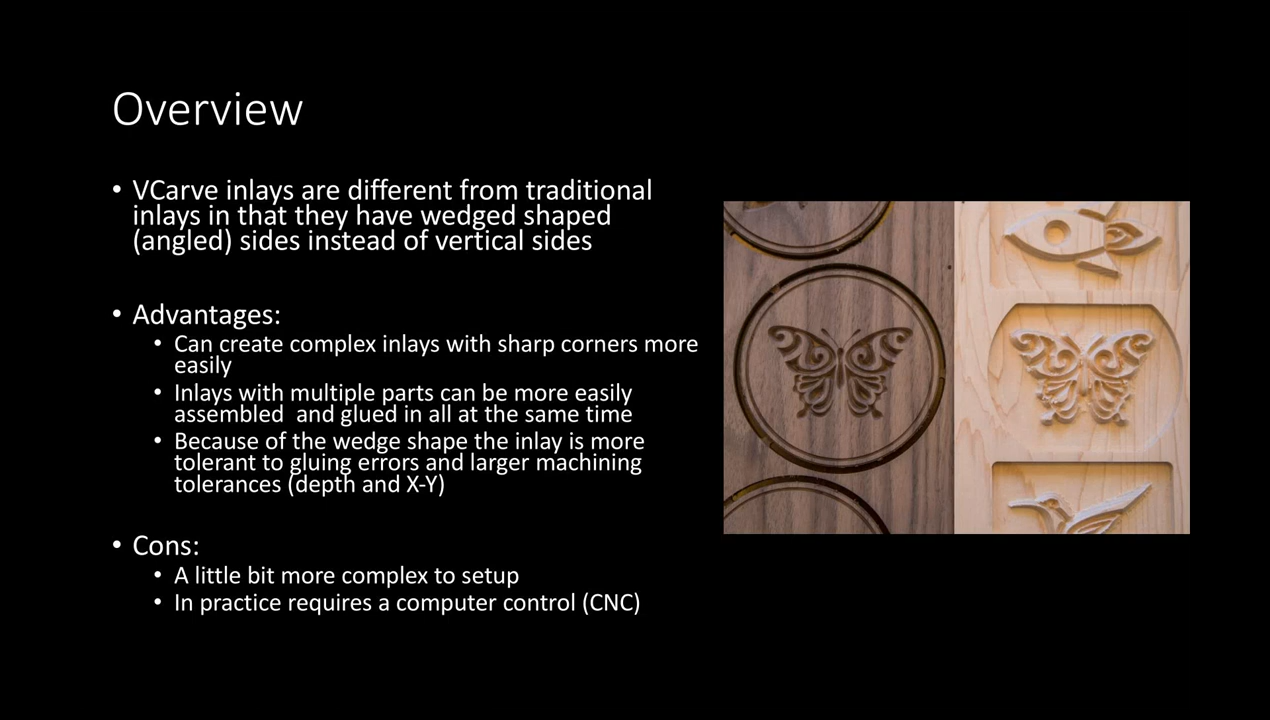 Overview
• VCarve inlays are different from traditional
inlays in that they have wedged shaped
(angled) sides instead of vertical sides
• Advantages:
• Can create complex inlays with sharp corners more
easily
• Inlays with multiple parts can be more easily
assembled  and glued in all at the same time
• Because of the wedge shape the inlay is more
tolerant to gluing errors and larger machining
tolerances (depth and X-Y)
• Cons:
• A little bit more complex to setup
• In practice requires a computer control (CNC)